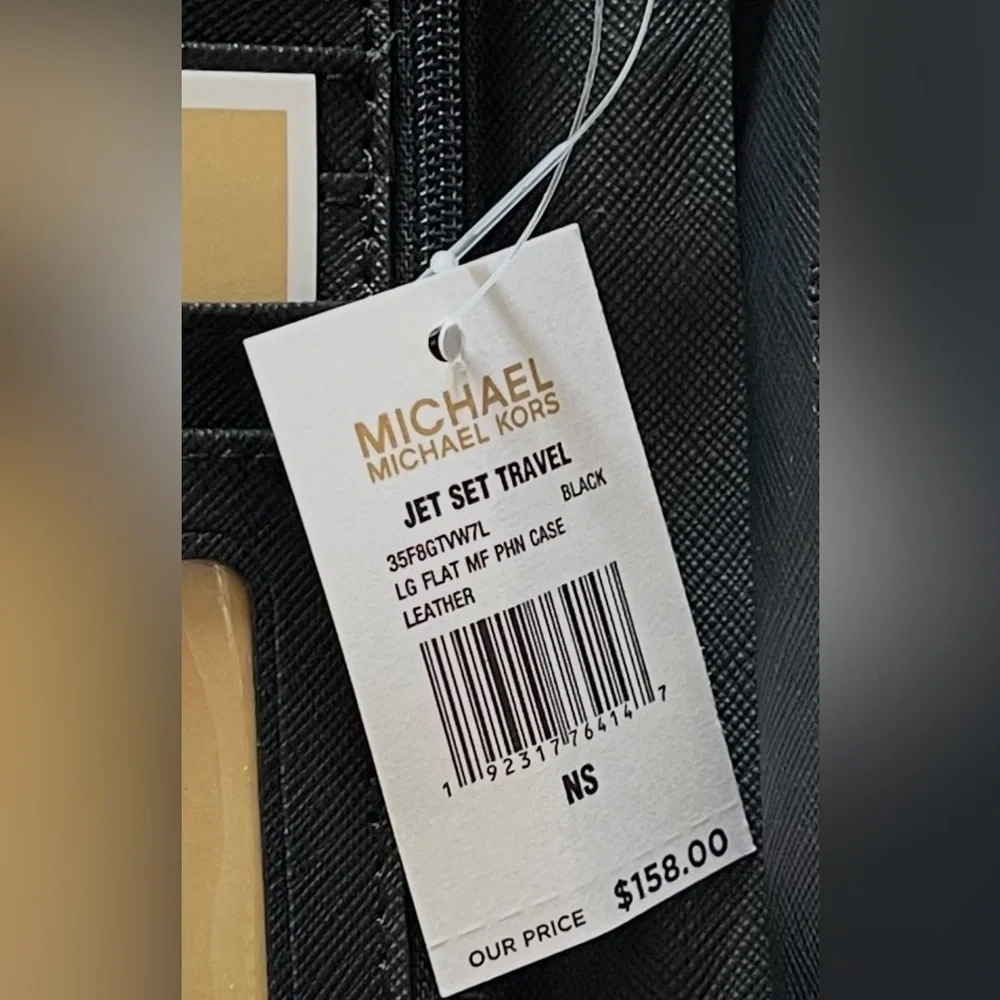 MICHAEL
MICHAEL KORS
JET SET TRAVEL
35F8GTVW7L BLACK
LG FLAT MF PHN CASE
LEATHER
1 92317 76414 7
NS
OUR PRICE $158.00